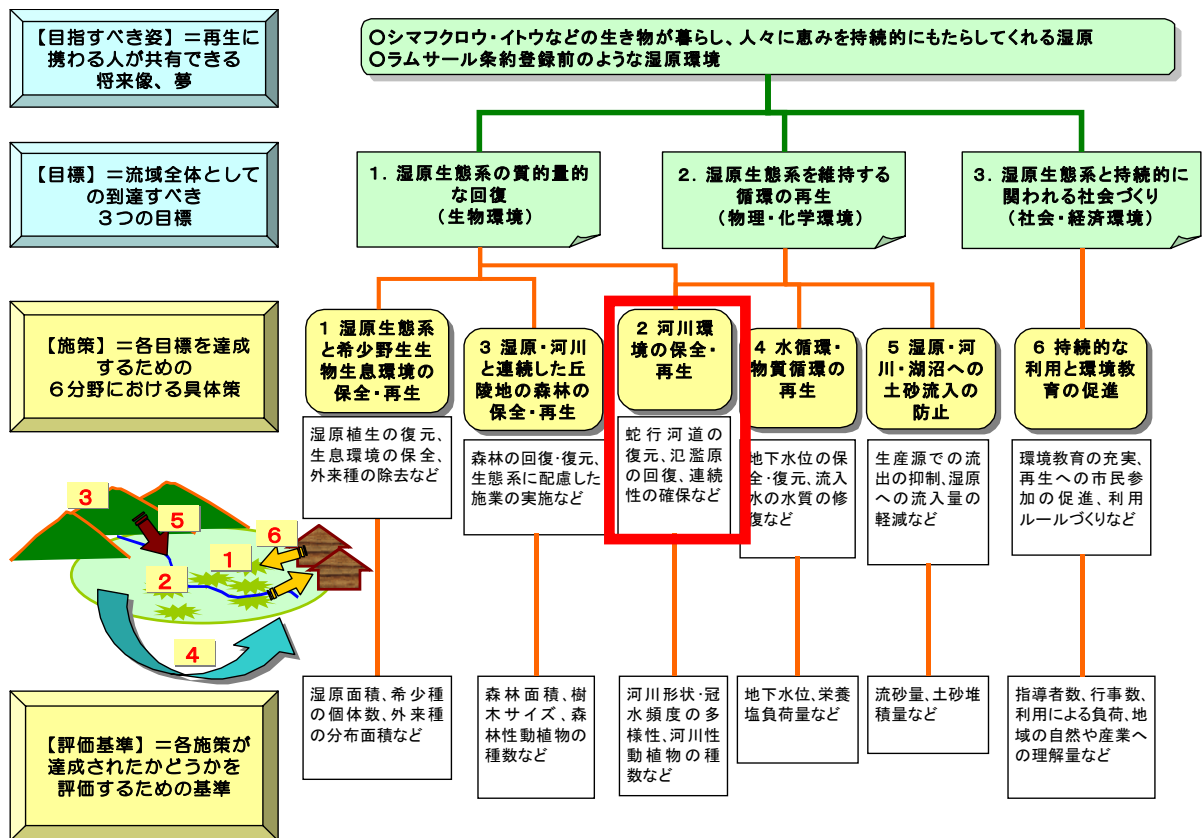 【目指すべき姿】＝再生に
携わる人が共有できる
将来像、夢
〇シマフクロウ・イトウなどの生き物が暮らし、人々に恵みを持続的にもたらしてくれる湿原
〇ラムサール条約登録前のような湿原環境
【目標】＝流域全体として
の到達すべき
３つの目標
１．湿原生態系の質的量的
な回復
（生物環境）
２．湿原生態系を維持する
循環の再生
（物理・化学環境）
３．湿原生態系と持続的に
関われる社会づくり
（社会・経済環境）
【施策】＝各目標を達成
するための
６分野における具体策
１ 湿原生態系
と希少野生生
物生息環境の
保全・再生
湿原植生の復元、
生息環境の保全、
外来種の除去など
３ 湿原・河川
と連続した丘
陵地の森林の
保全・再生
森林の回復・復元、
生態系に配慮した
施業の実施など
２ 河川環
境の保全・
再生
蛇行河道の
復元、氾濫原
の回復、連続
性の確保など
４ 水循環・
物質循環の
再生
地下水位の保
全・復元、流入
水の水質の修
復など
５ 湿原・河
川・湖沼への
土砂流入の
防止
生産源での流
出の抑制、湿原
への流入量の
軽減など
６ 持続的な
利用と環境教
育の促進
環境教育の充実、
再生への市民参
加の促進、利用
ルールづくりなど
3
5
6
1
2
4
【評価基準】＝各施策が
達成されたかどうかを
評価するための基準
湿原面積、希少種
の個体数、外来種
の分布面積など
森林面積、樹
木サイズ、森
林性動植物の
種数など
河川形状・冠
水頻度の多
様性、河川性
動植物の種
数など
地下水位、栄養
塩負荷量など
流砂量、土砂堆
積量など
指導者数、行事数、
利用による負荷、地
域の自然や産業へ
の理解量など